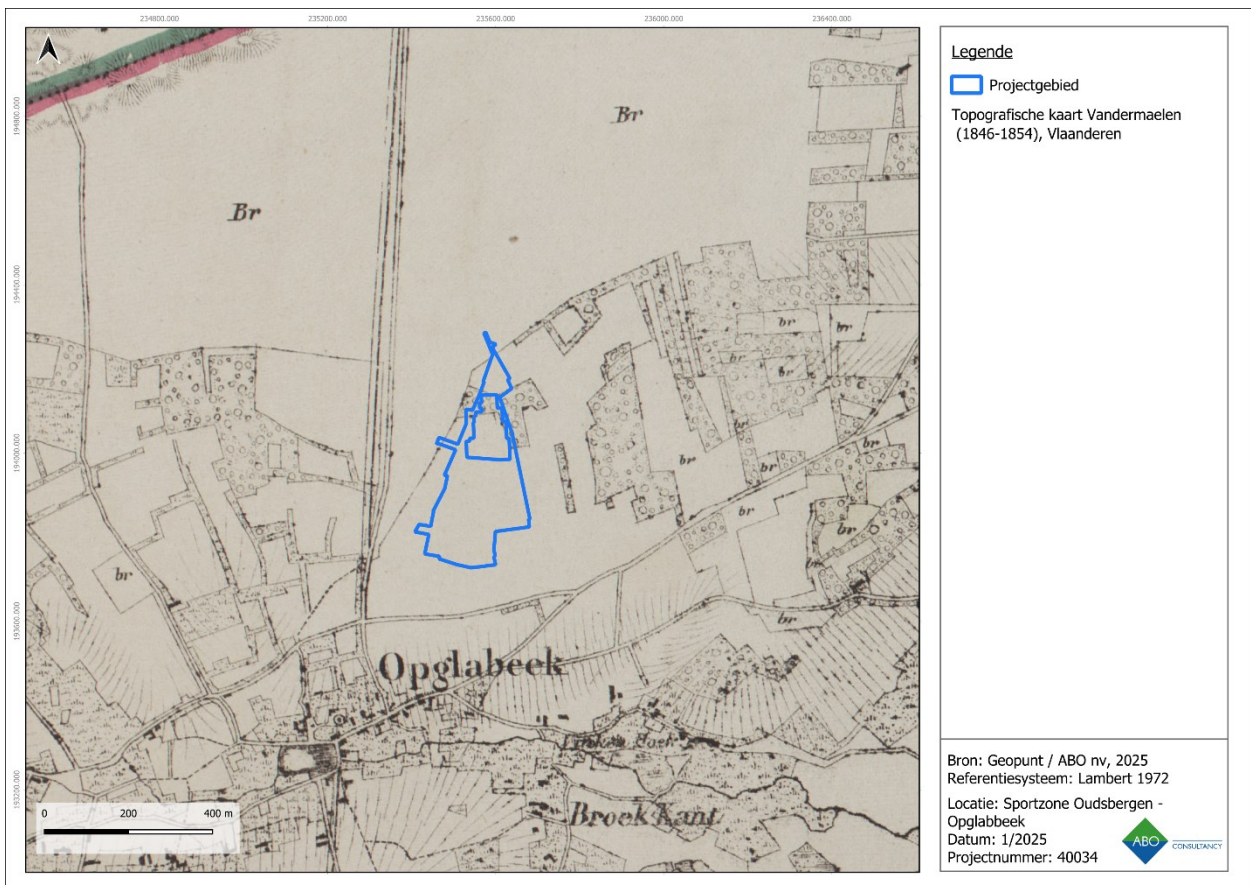 234800.000
235200.000
235600.000
236000.000
236400.000
194800.000
194400.000
194000.000
193600.000
193200.000
Br
Br
br
br
br
br
br
br
br
br
br
br
br
br
Opglabeek
Broek Kant
0 200 400 m
Legende
Projectgebied
Topografische kaart Vandermaelen
(1846-1854), Vlaanderen
Bron: Geopunt / ABO nv, 2025
Referentiesysteem: Lambert 1972
Locatie: Sportzone Oudsbergen -
Opglabbeek
Datum: 1/2025
Projectnummer: 40034
ABO
CONSULTANCY